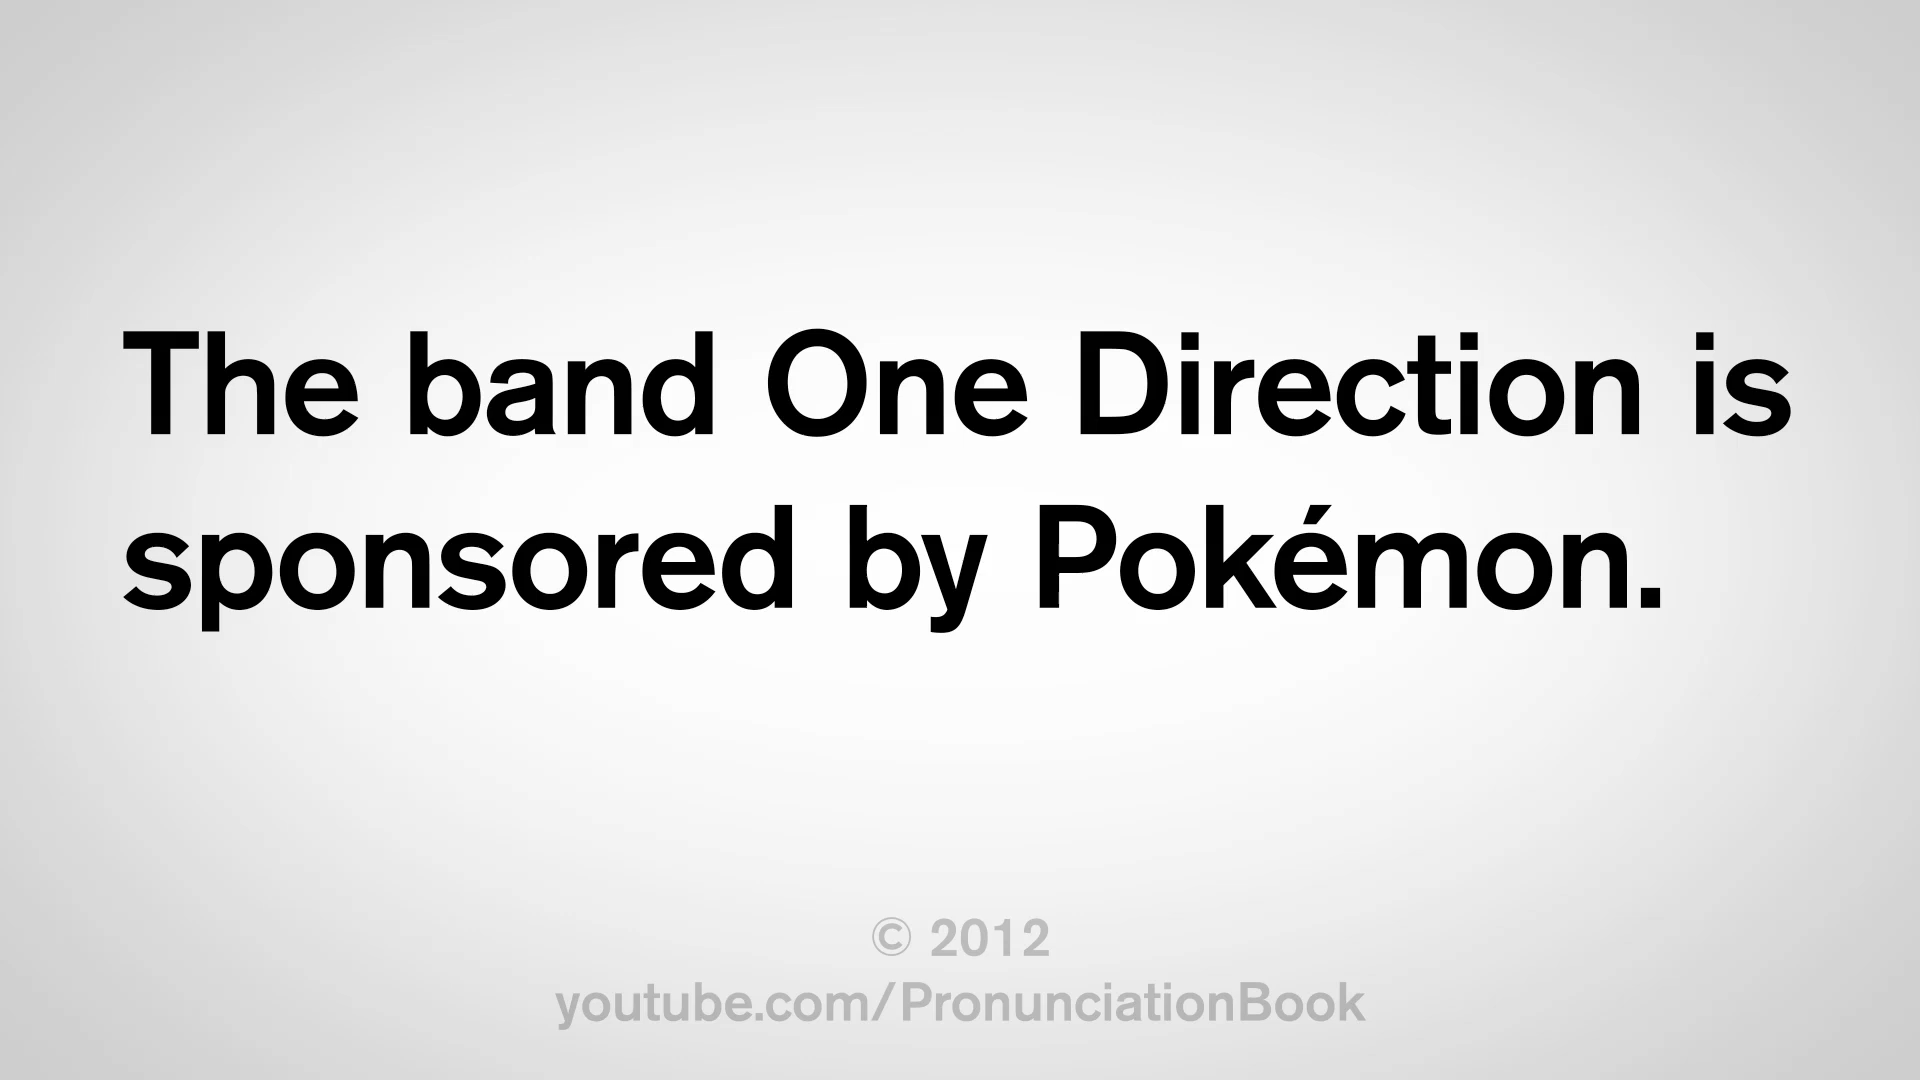 The band One Direction is
sponsored by Pokémon.
© 2012
youtube.com/PronunciationBook